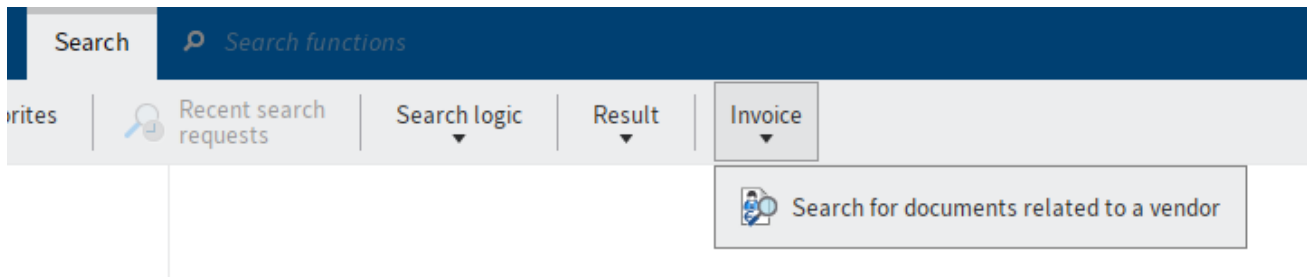 Search
Search functions
orites
Recent search
requests
Search logic
Result
Invoice
Search for documents related to a vendor